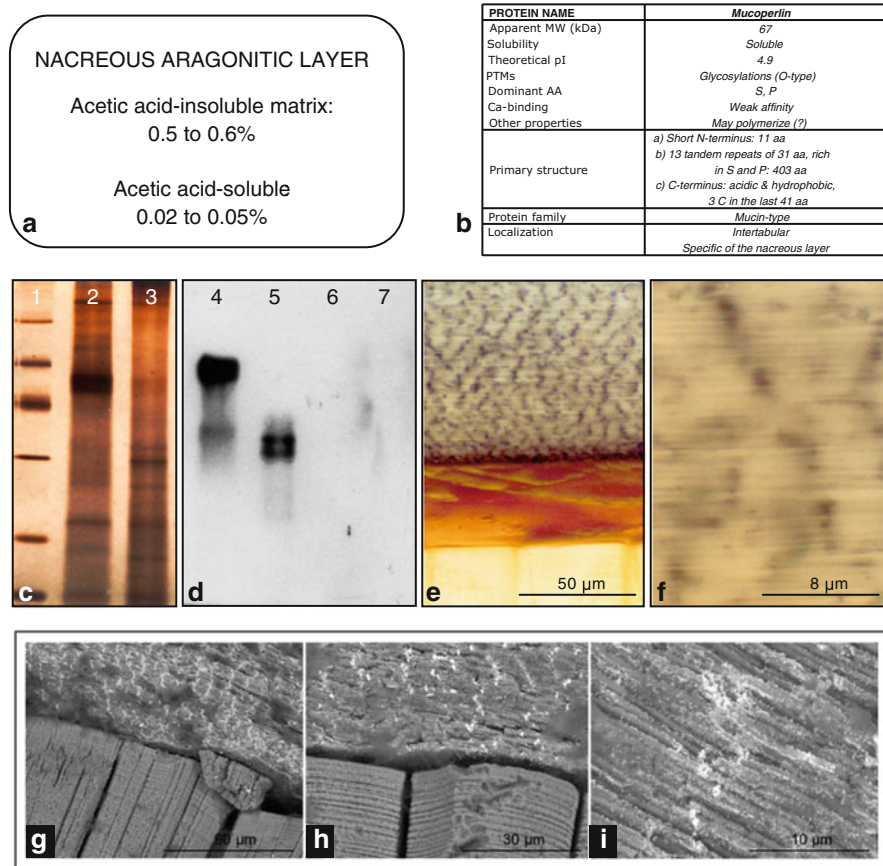 NACREOUS ARAGONITIC LAYER
Acetic acid-insoluble matrix:
0.5 to 0.6%
Acetic acid-soluble
0.02 to 0.05%
a
PROTEIN NAME Mucoperlin
Apparent MW (kDa) 67
Solubility Soluble
Theoretical pI 4.9
PTMs Glycosylations (O-type)
Dominant AA S, P
Ca-binding Weak affinity
Other properties May polymerize (?)
Primary structure
a) Short N-terminus: 11 aa
b) 13 tandem repeats of 31 aa, rich
in S and P: 403 aa
c) C-terminus: acidic & hydrophobic,
3 C in the last 41 aa
Protein family Mucin-type
Localization Intertabular
Specific of the nacreous layer
b
1 2 3
c
4 5 6 7
d
50 µm
e
8 µm
f
g
h 30 µm
i 10 µm